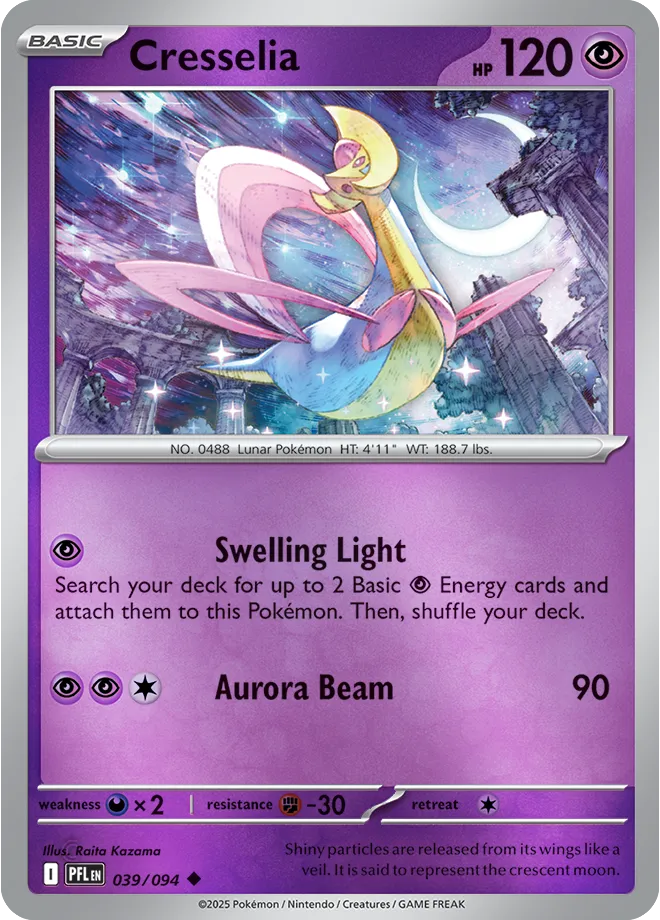 BASIC
Cresselia
HP 120
NO. 0488 Lunar Pokémon HT: 4'11" WT: 188.7 lbs.
Swelling Light
Search your deck for up to 2 Basic Energy cards and
attach them to this Pokémon. Then, shuffle your deck.
Aurora Beam 90
weakness ×2 resistance -30 retreat
Illus. Raita Kazama
Shiny particles are released from its wings like a
veil. It is said to represent the crescent moon.
I PFL EN 039/094
©2025 Pokémon / Nintendo / Creatures / GAME FREAK